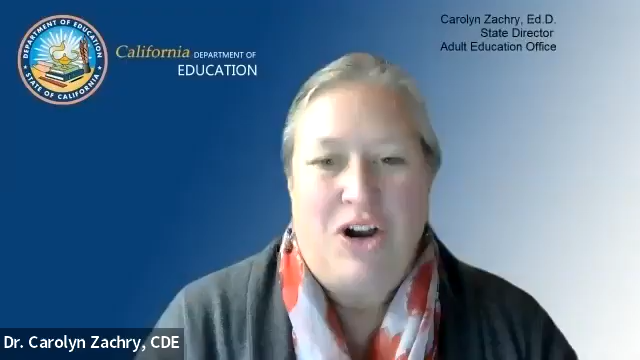 DEPARTMENT OF EDUCATION
STATE OF CALIFORNIA
California DEPARTMENT OF
EDUCATION
Carolyn Zachry, Ed.D.
State Director
Adult Education Office
Dr. Carolyn Zachry, CDE